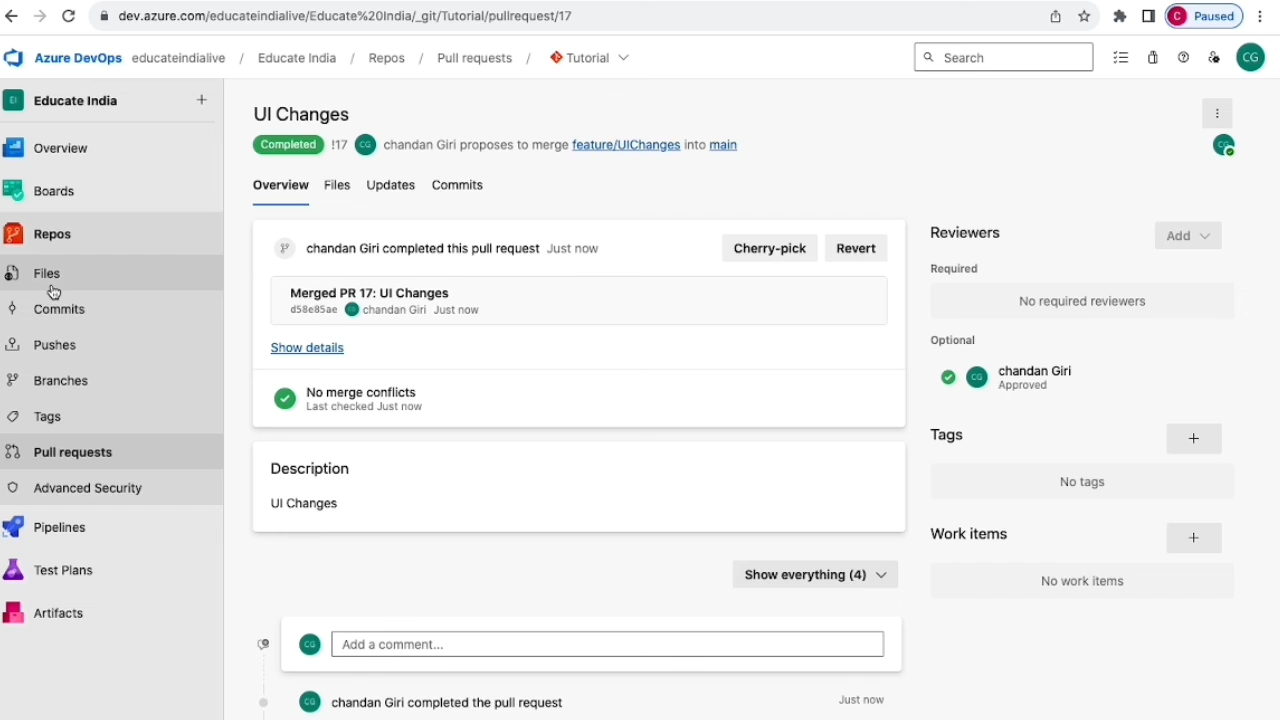 dev.azure.com/educateindialive/Educate%20India/_git/Tutorial/pullrequest/17
C Paused
Azure DevOps educateindialive / Educate India / Repos / Pull requests / Tutorial
Search
CG
EI Educate India +
Overview
Boards
Repos
Files
Commits
Pushes
Branches
Tags
Pull requests
Advanced Security
Pipelines
Test Plans
Artifacts
UI Changes
Completed !17 CG chandan Giri proposes to merge feature/UIChanges into main
CG
Overview Files Updates Commits
chandan Giri completed this pull request Just now
Cherry-pick Revert
Merged PR 17: UI Changes
d58e85ae CG chandan Giri Just now
Show details
No merge conflicts
Last checked Just now
Description
UI Changes
Show everything (4)
CG Add a comment...
CG chandan Giri completed the pull request Just now
Reviewers Add
Required
No required reviewers
Optional
CG chandan Giri
Approved
Tags +
No tags
Work items +
No work items